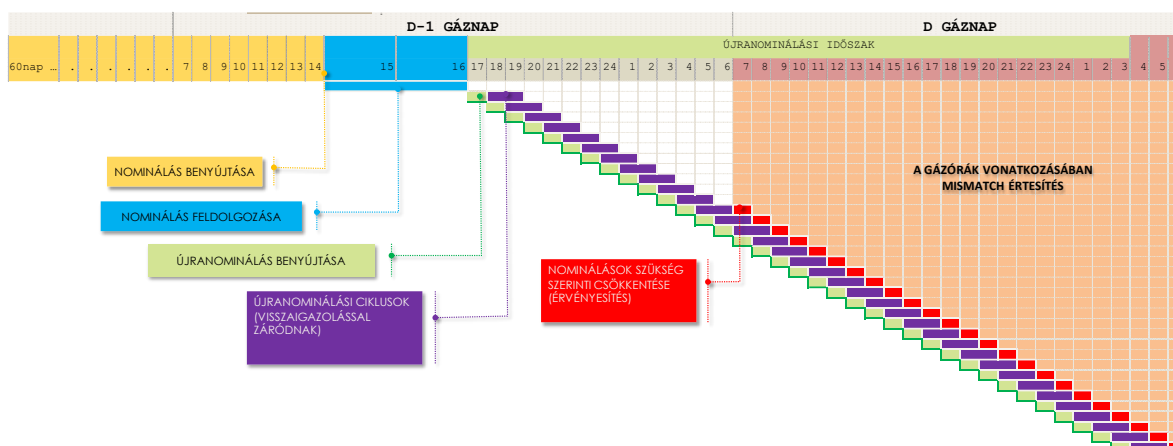 D-1 GÁZNAP D GÁZNAP
ÚJRANOMINÁLÁSI IDŐSZAK
60nap … . . . . . . 7 8 9 10 11 12 13 14 15 16 17 18 19 20 21 22 23 24 1 2 3 4 5 6 7 8 9 10 11 12 13 14 15 16 17 18 19 20 21 22 23 24 1 2 3 4 5
NOMINÁLÁS BENYÚJTÁSA
A GÁZÓRÁK VONATKOZÁSÁBAN
MISMATCH ÉRTESÍTÉS
NOMINÁLÁS FELDOLGOZÁSA
ÚJRANOMINÁLÁS BENYÚJTÁSA
NOMINÁLÁSOK SZÜKSÉG
SZERINTI CSÖKKENTÉSE
(ÉRVÉNYESÍTÉS)
ÚJRANOMINÁLÁSI CIKLUSOK
(VISSZAIGAZOLÁSSAL
ZÁRÓDNAK)